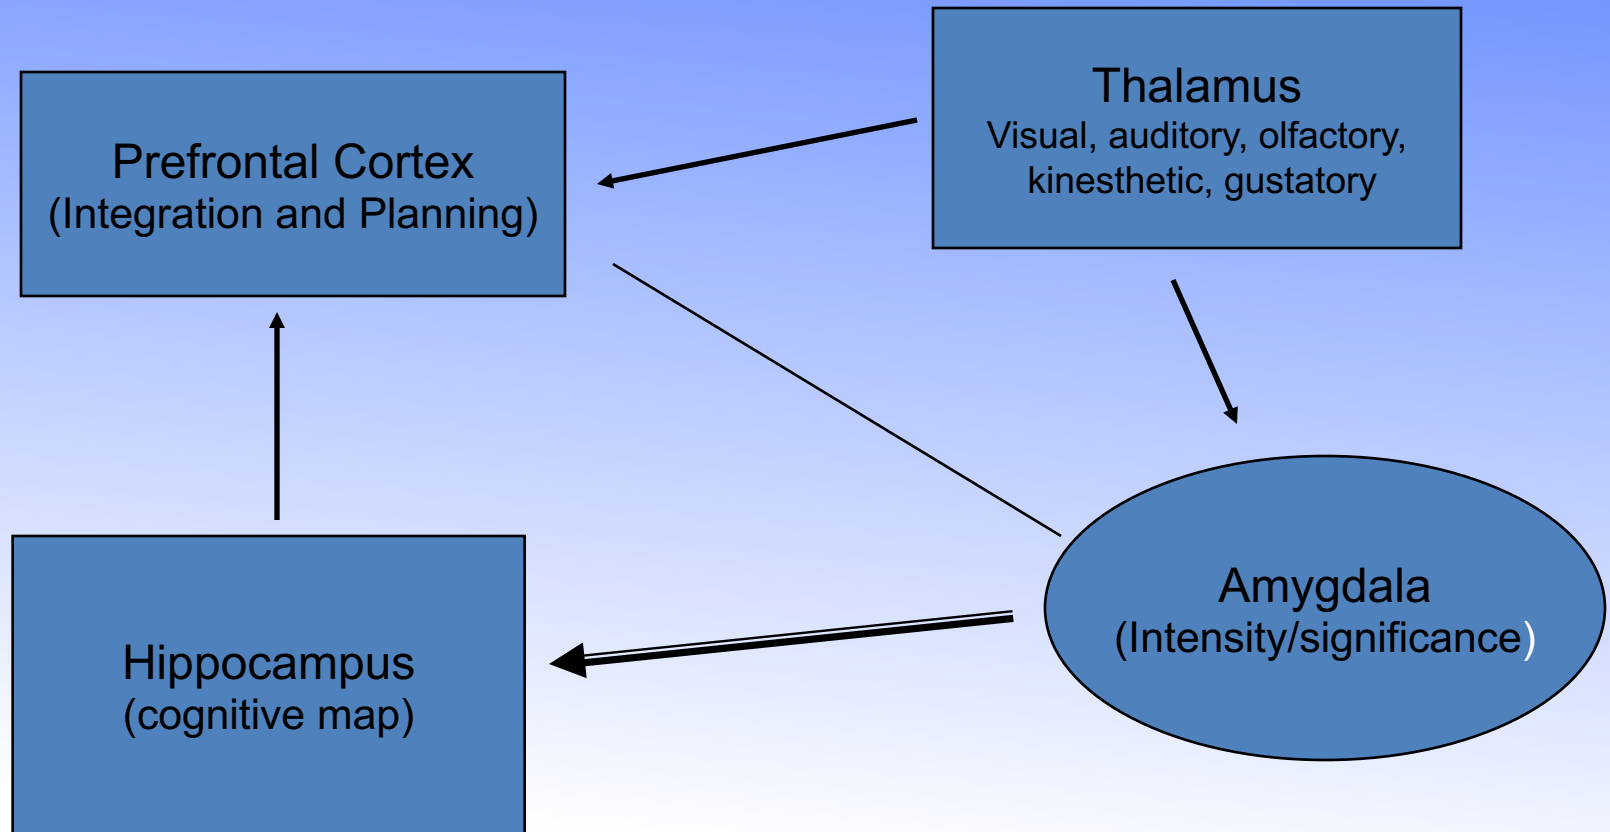 Prefrontal Cortex
(Integration and Planning)
Thalamus
Visual, auditory, olfactory,
kinesthetic, gustatory
Hippocampus
(cognitive map)
Amygdala
(Intensity/significance)